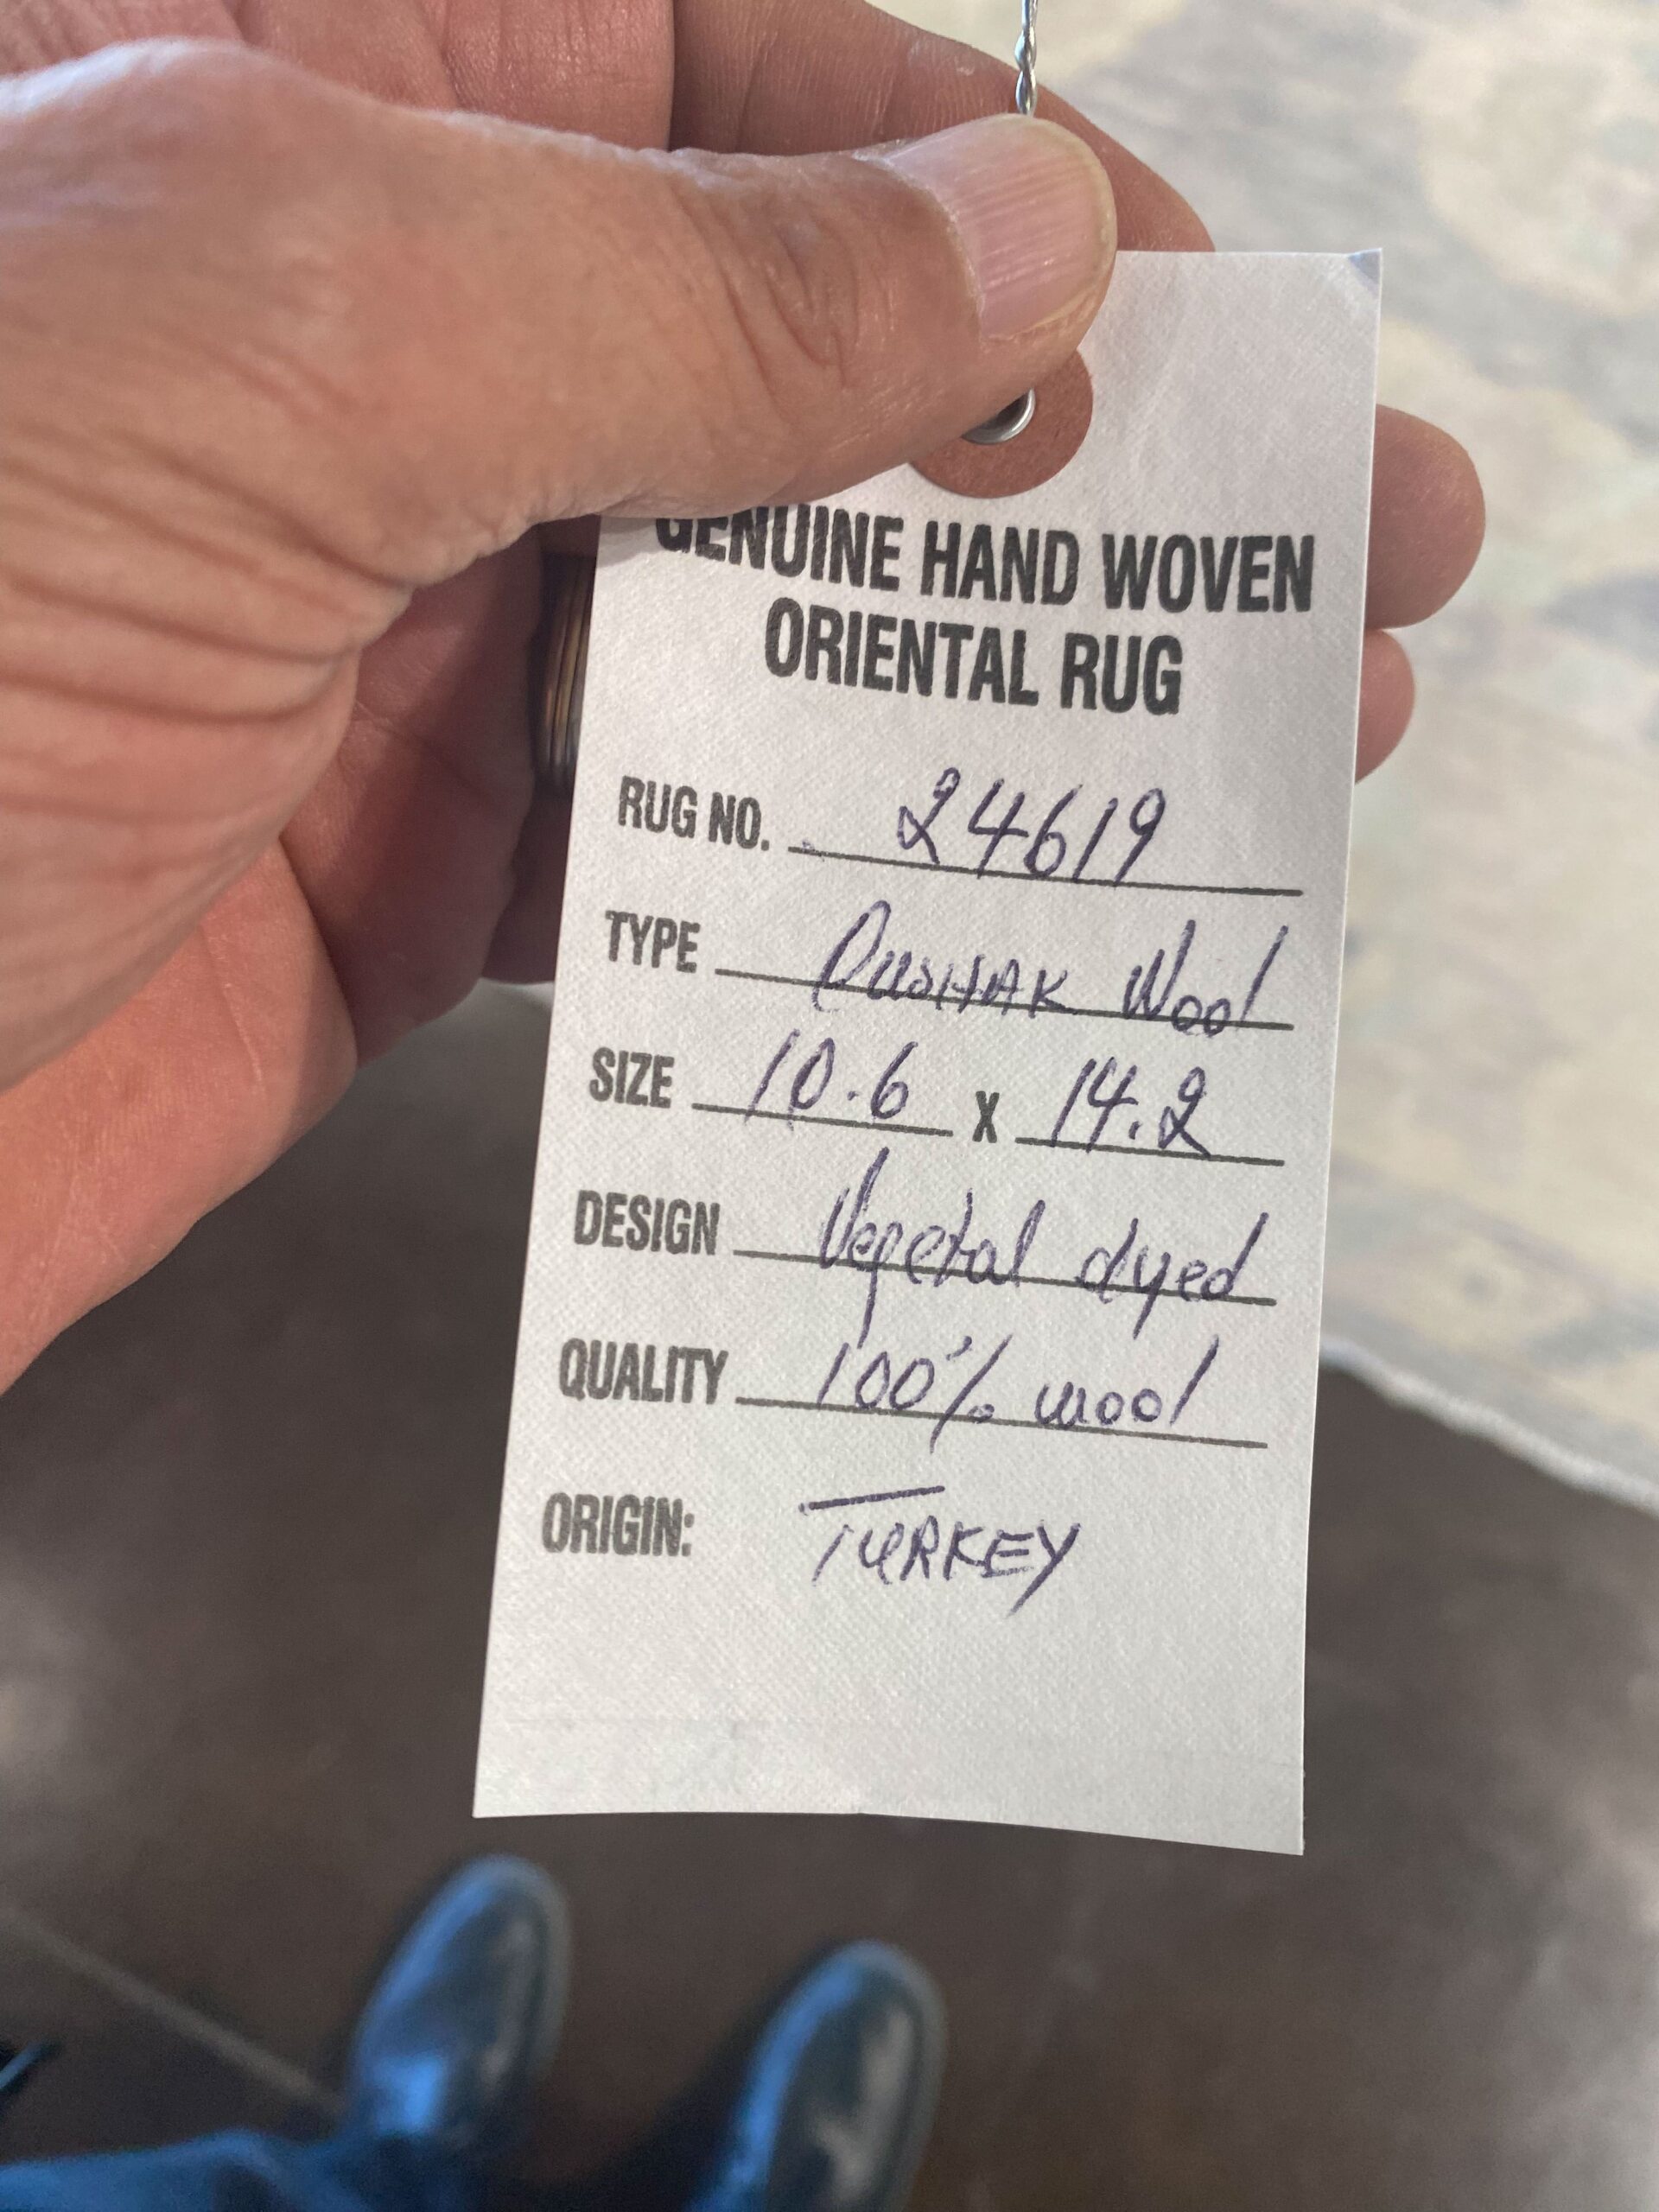 GENUINE HAND WOVEN
ORIENTAL RUG
RUG NO. 24619
TYPE Oushak Wool
SIZE 10.6 X 14.2
DESIGN Vegetal dyed
QUALITY 100% wool
ORIGIN: TURKEY